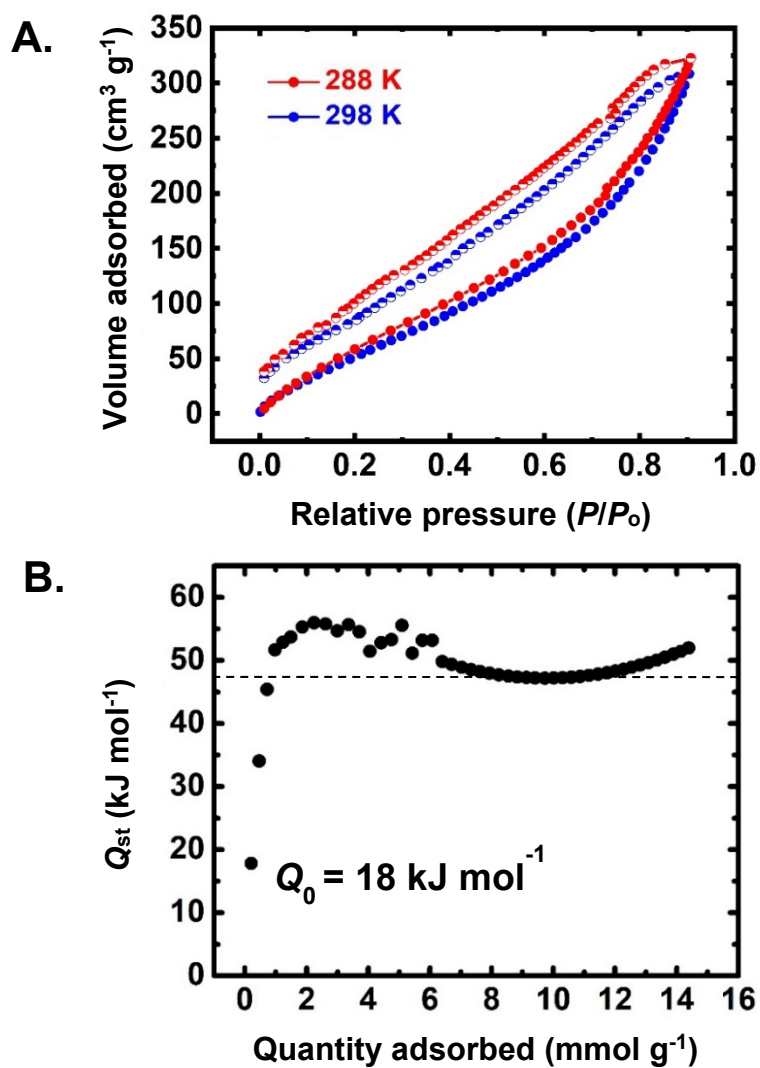 A.
350
300
250
200
150
100
50
0
288 K
298 K
Volume adsorbed (cm³ g⁻¹)
0.0 0.2 0.4 0.6 0.8 1.0
Relative pressure (P/Po)
B.
60
50
40
30
20
10
0
Qst (kJ mol⁻¹)
Q₀ = 18 kJ mol⁻¹
0 2 4 6 8 10 12 14 16
Quantity adsorbed (mmol g⁻¹)